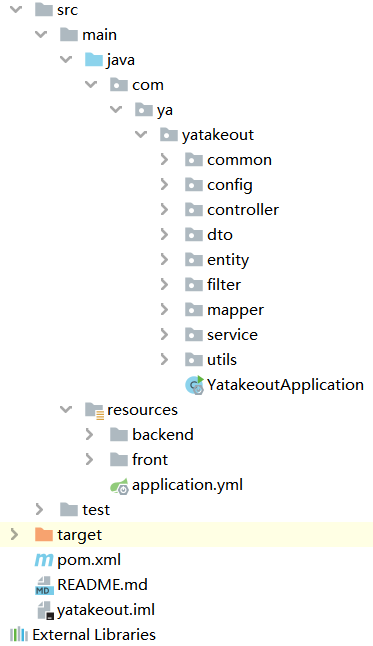 src
main
java
com
ya
yatakeout
common
config
controller
dto
entity
filter
mapper
service
utils
C YatakeoutApplication
resources
backend
front
application.yml
test
target
m pom.xml
MD README.md
yatakeout.iml
External Libraries